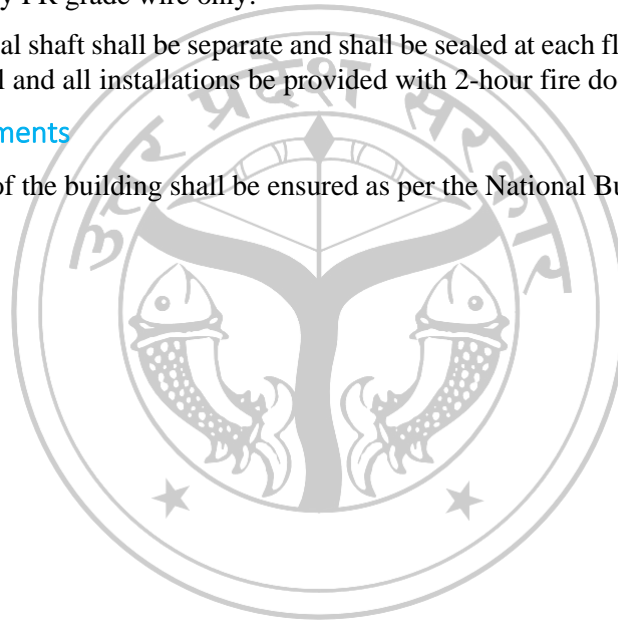 FR grade wire only.
al shaft shall be separate and shall be sealed at each fl
l and all installations be provided with 2-hour fire do
ments
of the building shall be ensured as per the National Bu
उत्तर प्रदेश सरकार